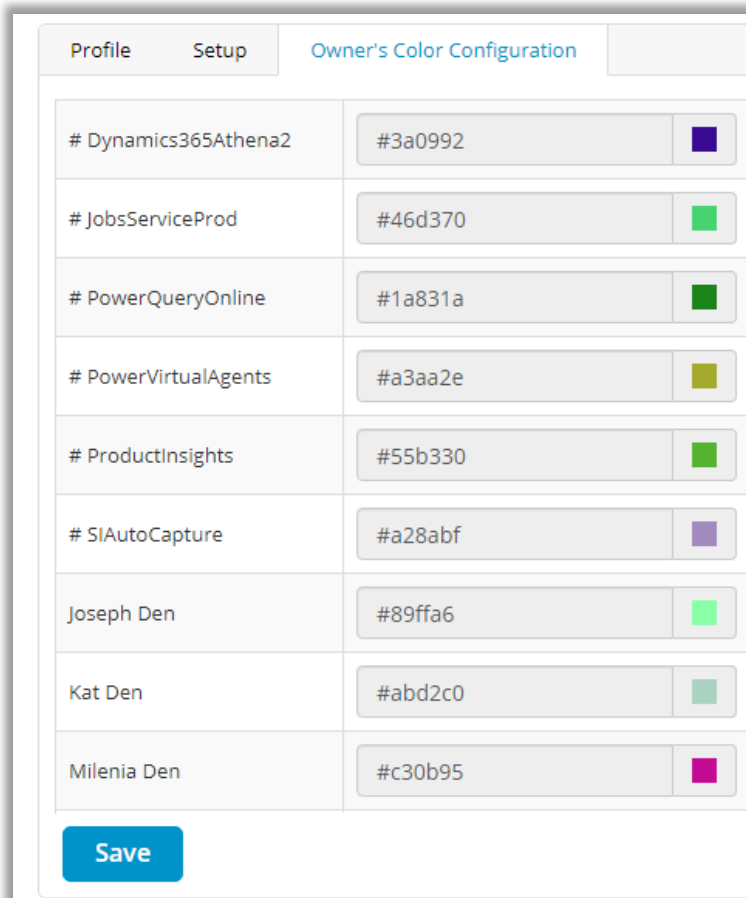 Profile Setup Owner's Color Configuration
# Dynamics365Athena2 #3a0992
# JobsServiceProd #46d370
# PowerQueryOnline #1a831a
# PowerVirtualAgents #a3aa2e
# ProductInsights #55b330
# SIAutoCapture #a28abf
Joseph Den #89ffa6
Kat Den #abd2c0
Milenia Den #c30b95
Save